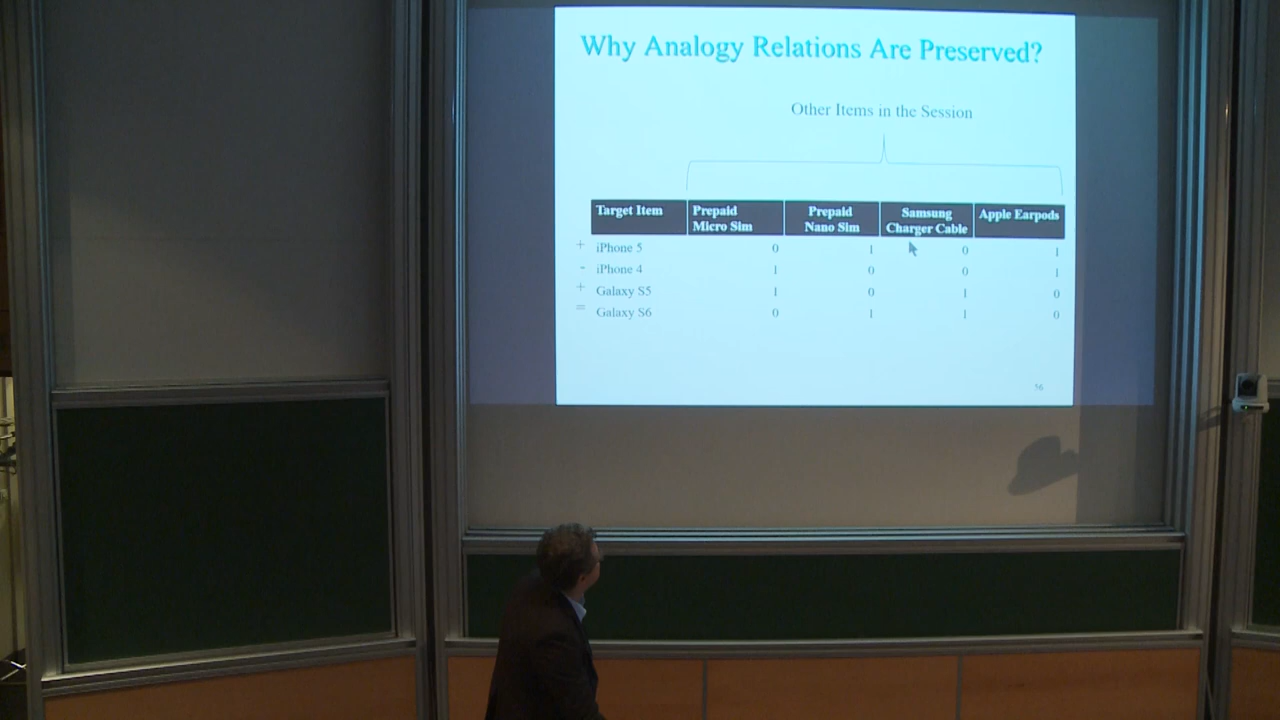 Why Analogy Relations Are Preserved?
Other Items in the Session
Target Item Prepaid Micro Sim Prepaid Nano Sim Samsung Charger Cable Apple Earpods
+ iPhone 5 0 1 0 1
- iPhone 4 1 0 0 1
+ Galaxy S5 1 0 1 0
= Galaxy S6 0 1 1 0